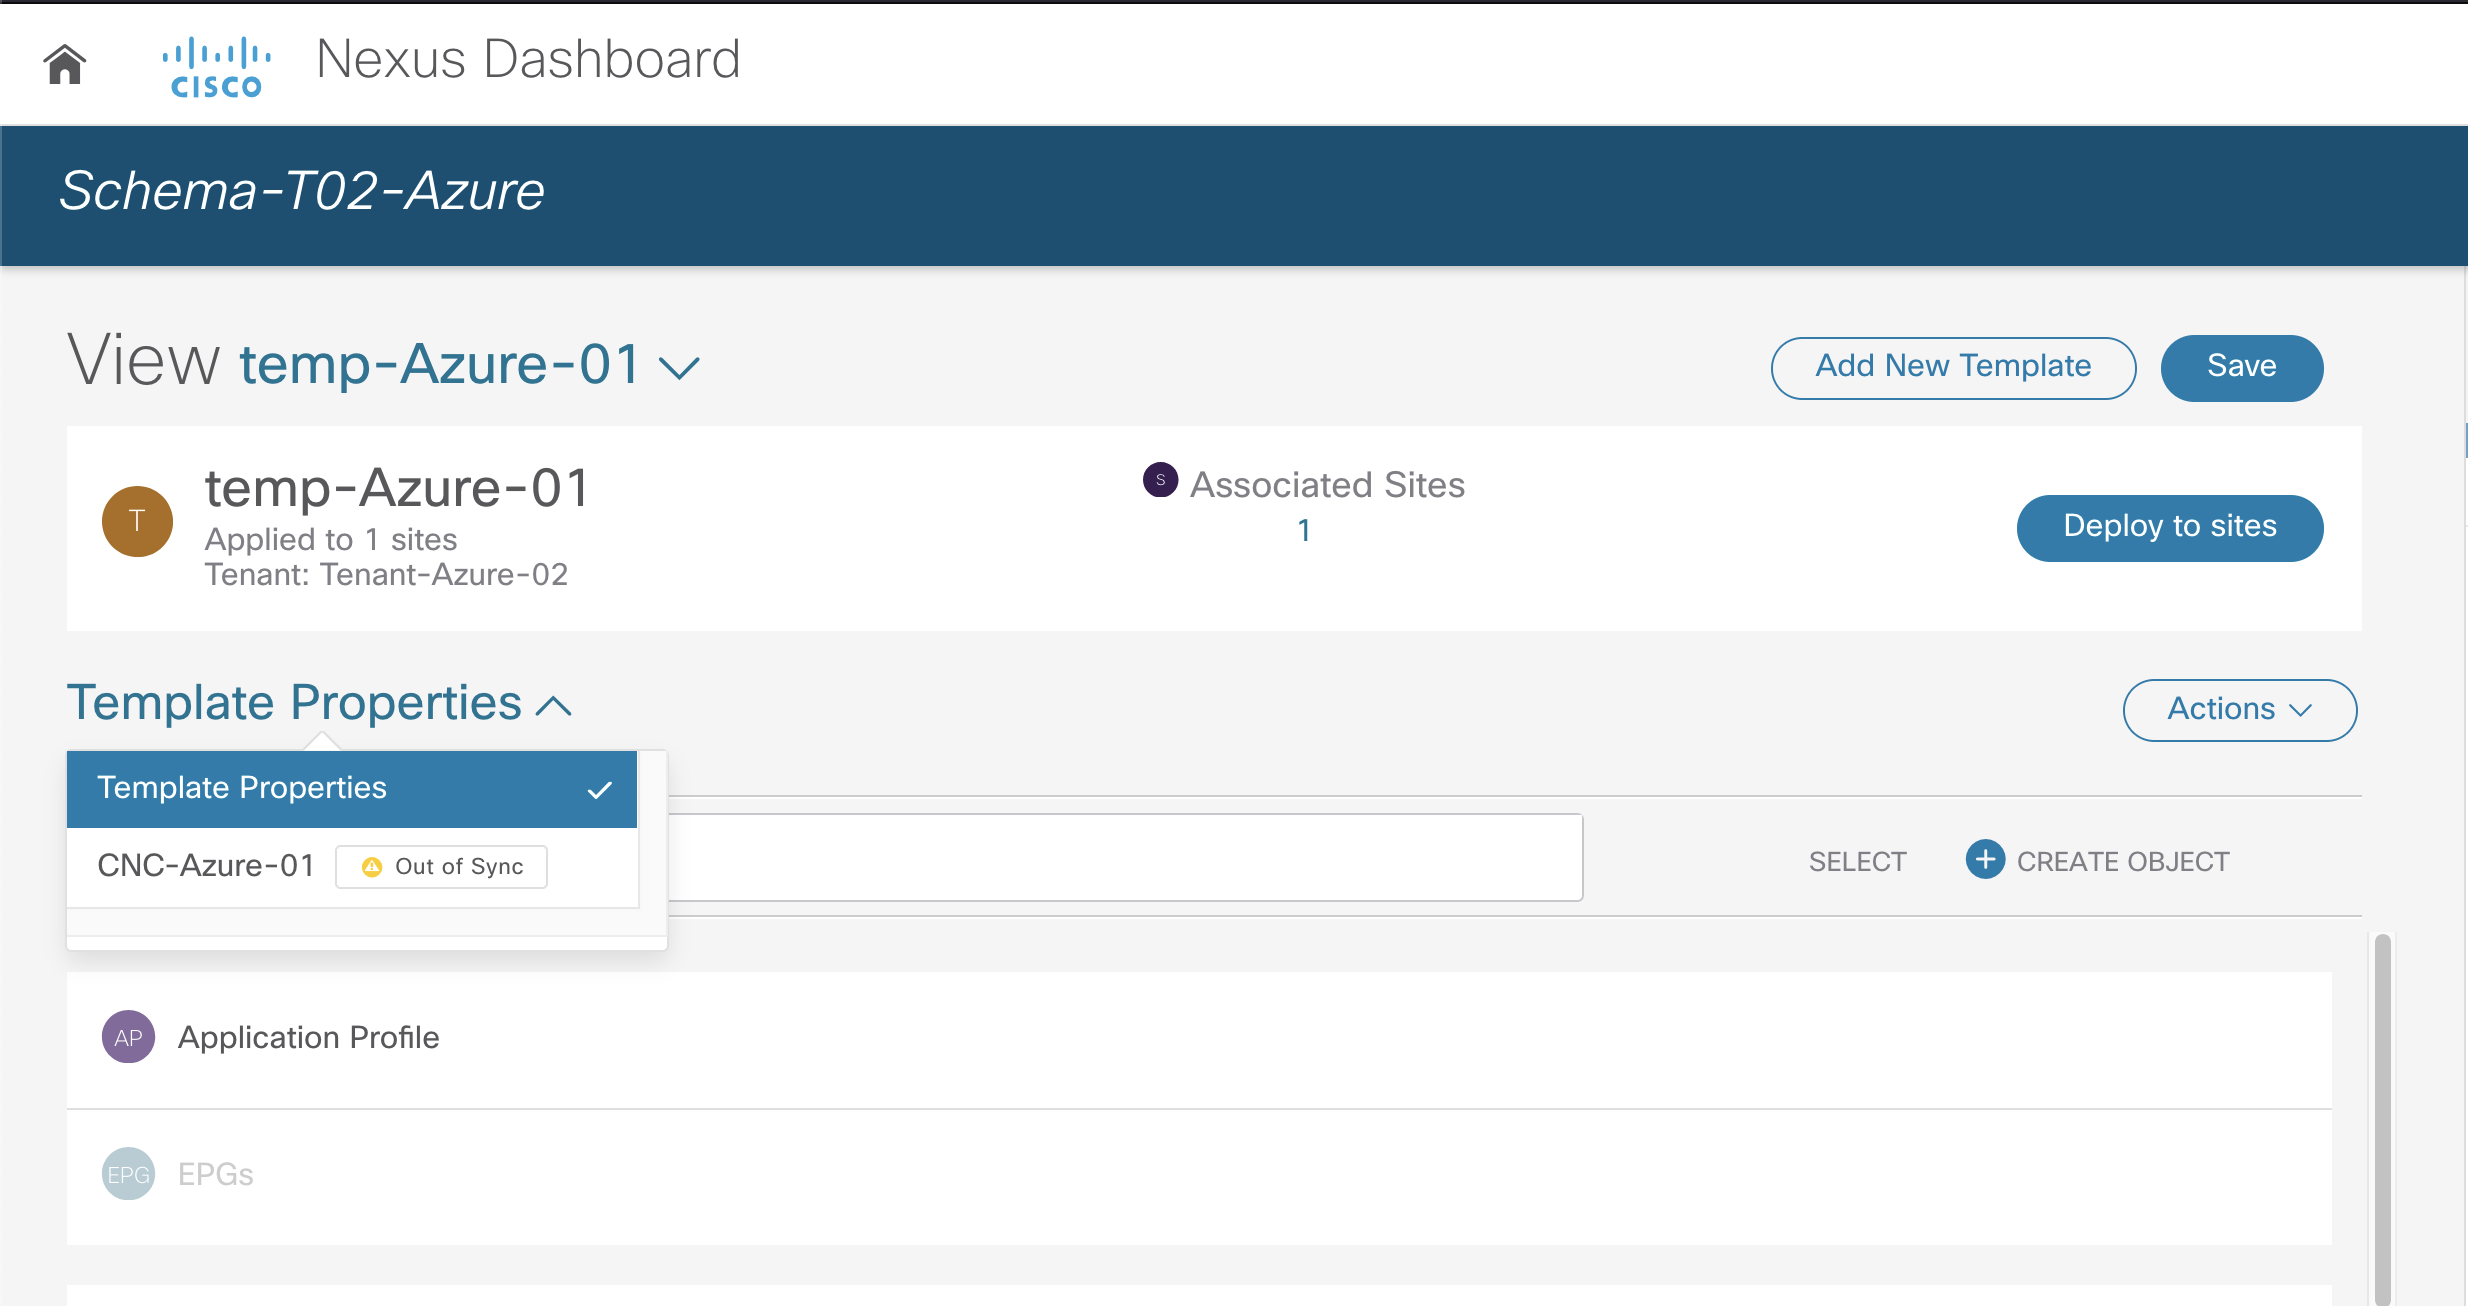 cisco
Nexus Dashboard
Schema-T02-Azure
View temp-Azure-01
Add New Template
Save
T
temp-Azure-01
Applied to 1 sites
Tenant: Tenant-Azure-02
S
Associated Sites
1
Deploy to sites
Template Properties
Actions
Template Properties
CNC-Azure-01
Out of Sync
SELECT
CREATE OBJECT
AP
Application Profile
EPG
EPGs